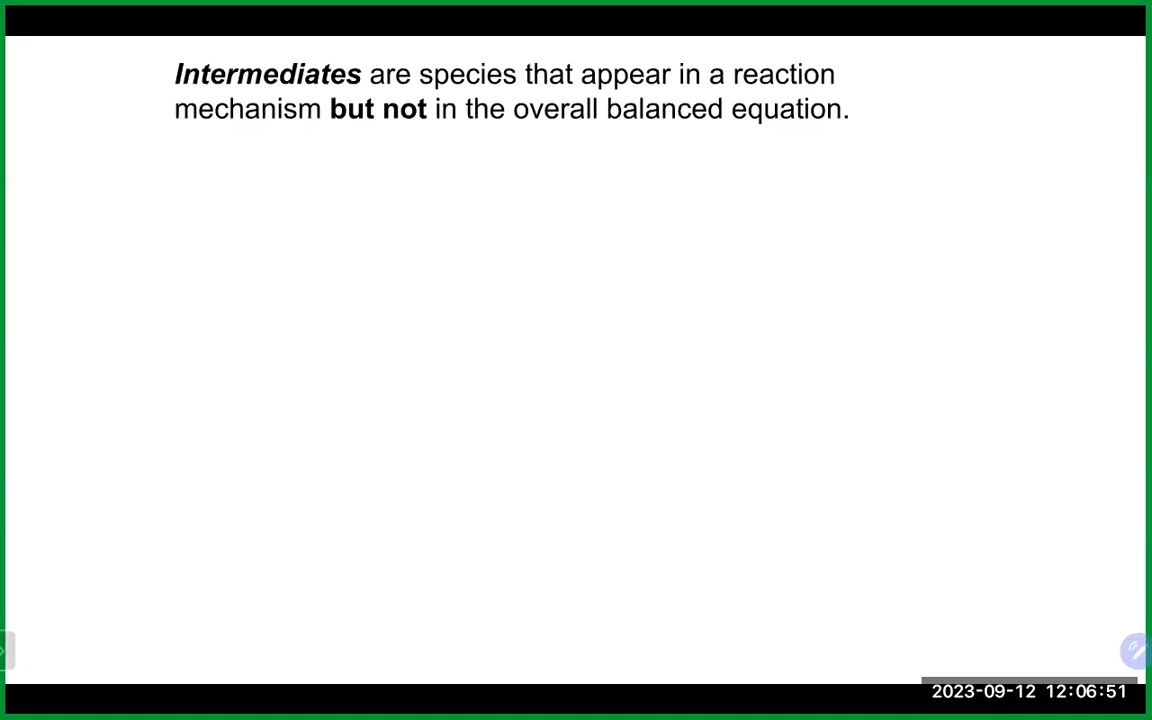 Intermediates are species that appear in a reaction
mechanism but not in the overall balanced equation.
2023-09-12 12:06:51